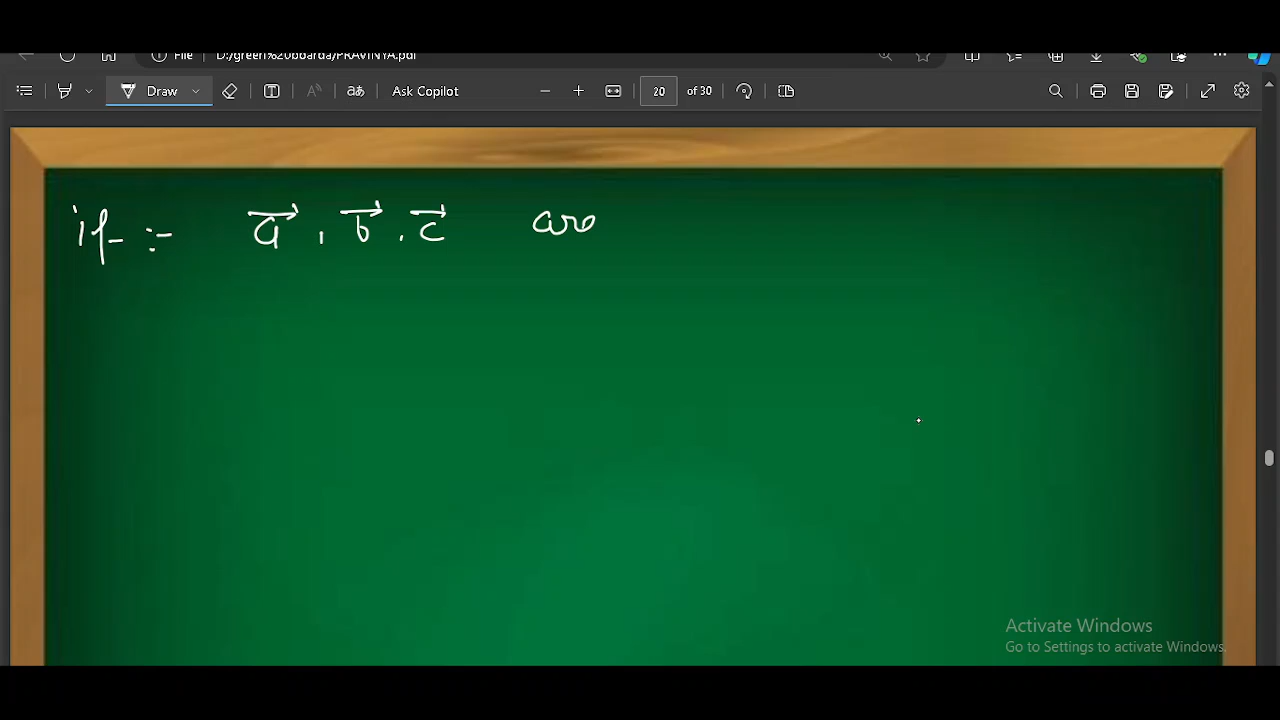 File D:/green%20boarda/PRAVINYA.pdf
Draw Ask Copilot 20 of 30
if :- a⃗ , b⃗ , c⃗ are
Activate Windows
Go to Settings to activate Windows.